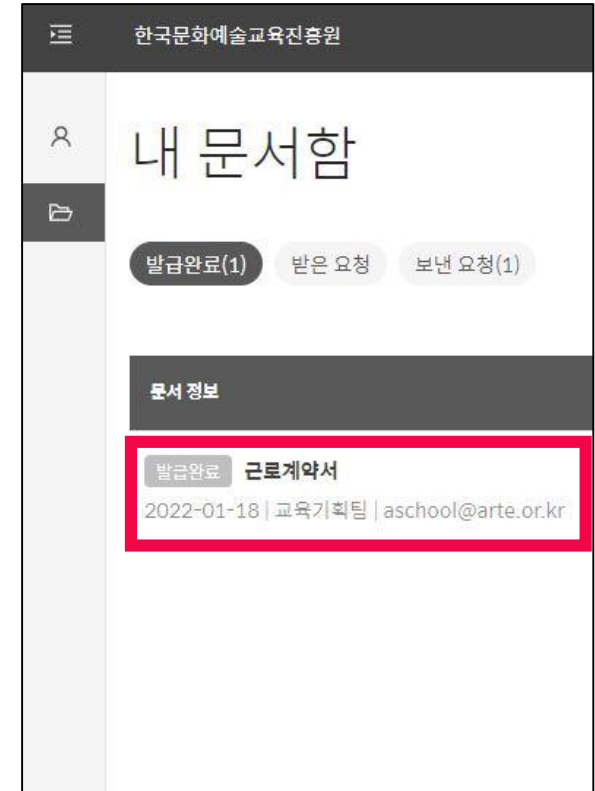 한국문화예술교육진흥원
내 문서함
발급완료(1) 받은 요청 보낸 요청(1)
문서 정보
발급완료 근로계약서
2022-01-18 | 교육기획팀 | aschool@arte.or.kr